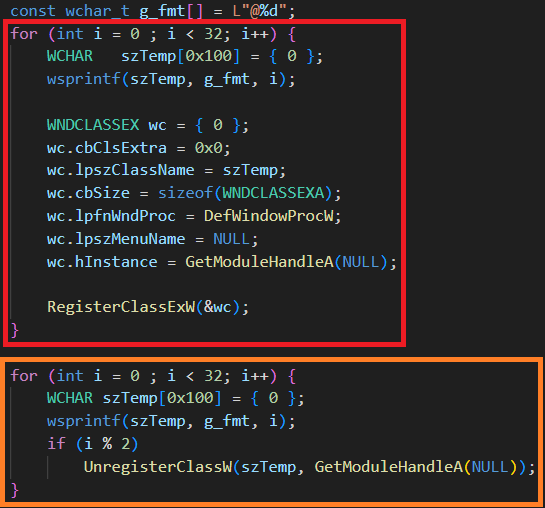 const wchar_t g_fmt[] = L"@%d";
for (int i = 0 ; i < 32; i++) {
    WCHAR   szTemp[0x100] = { 0 };
    wsprintf(szTemp, g_fmt, i);

    WNDCLASSEX wc = { 0 };
    wc.cbClsExtra = 0x0;
    wc.lpszClassName = szTemp;
    wc.cbSize = sizeof(WNDCLASSEXA);
    wc.lpfnWndProc = DefWindowProcW;
    wc.lpszMenuName = NULL;
    wc.hInstance = GetModuleHandleA(NULL);

    RegisterClassExW(&wc);
}
for (int i = 0 ; i < 32; i++) {
    WCHAR szTemp[0x100] = { 0 };
    wsprintf(szTemp, g_fmt, i);
    if (i % 2)
        UnregisterClassW(szTemp, GetModuleHandleA(NULL));
}